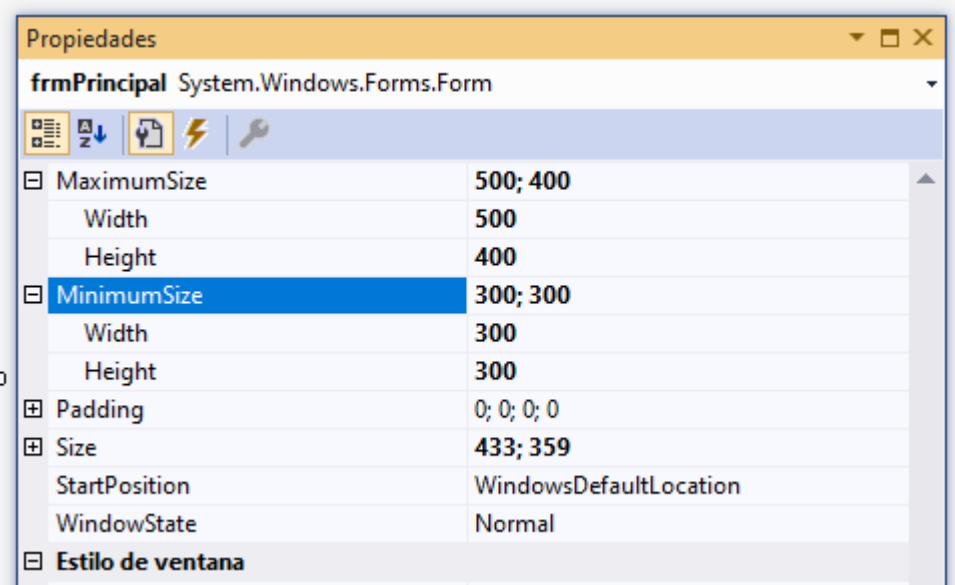 Propiedades
frmPrincipal System.Windows.Forms.Form
MaximumSize 500; 400
Width 500
Height 400
MinimumSize 300; 300
Width 300
Height 300
Padding 0; 0; 0; 0
Size 433; 359
StartPosition WindowsDefaultLocation
WindowState Normal
Estilo de ventana